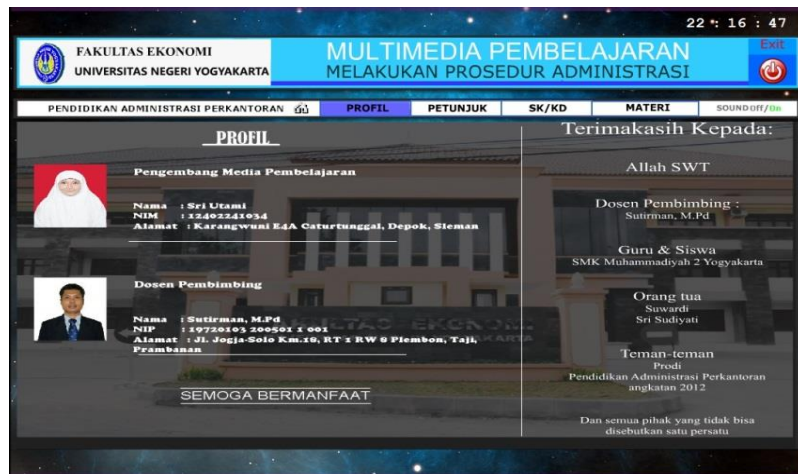 22 : 16 : 47
FAKULTAS EKONOMI
UNIVERSITAS NEGERI YOGYAKARTA
MULTIMEDIA PEMBELAJARAN
MELAKUKAN PROSEDUR ADMINISTRASI
Exit
PENDIDIKAN ADMINISTRASI PERKANTORAN
PROFIL
PETUNJUK
SK/KD
MATERI
SOUND Off/On
PROFIL
Pengembang Media Pembelajaran
Nama : Sri Utami
NIM : 12402241034
Alamat : Karangwuni E4A Caturtunggal, Depok, Sleman
Dosen Pembimbing
Nama : Sutirman, M.Pd
NIP : 19720103 200501 1 001
Alamat : Jl. Jogja-Solo Km.18, RT 1 RW 8 Plembon, Taji,
Prambanan
SEMOGA BERMANFAAT
Terimakasih Kepada:
Allah SWT
Dosen Pembimbing :
Sutirman, M.Pd
Guru & Siswa
SMK Muhammadiyah 2 Yogyakarta
Orang tua
Suwardi
Sri Sudiyati
Teman-teman
Prodi
Pendidikan Administrasi Perkantoran
angkatan 2012
Dan semua pihak yang tidak bisa
disebutkan satu persatu